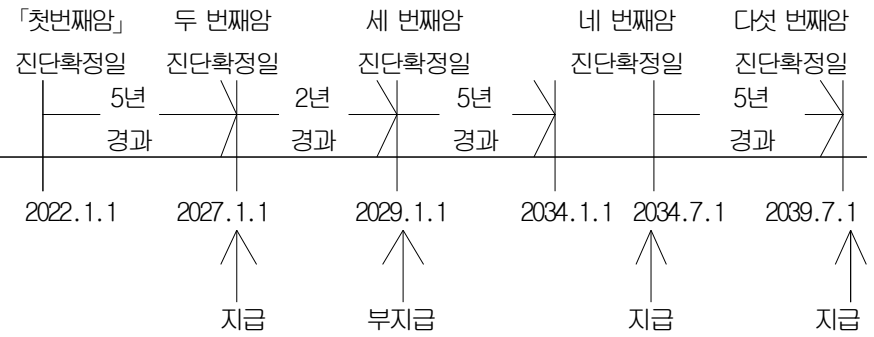 「첫번째암」 두 번째암 세 번째암 네 번째암 다섯 번째암
진단확정일 진단확정일 진단확정일 진단확정일 진단확정일
5년 2년 5년 5년
경과 경과 경과 경과
2022.1.1 2027.1.1 2029.1.1 2034.1.1 2034.7.1 2039.7.1
지급 부지급 지급 지급